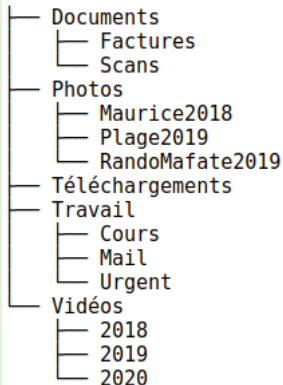 Documents
Factures
Scans
Photos
Maurice2018
Plage2019
RandoMafate2019
Téléchargements
Travail
Cours
Mail
Urgent
Vidéos
2018
2019
2020